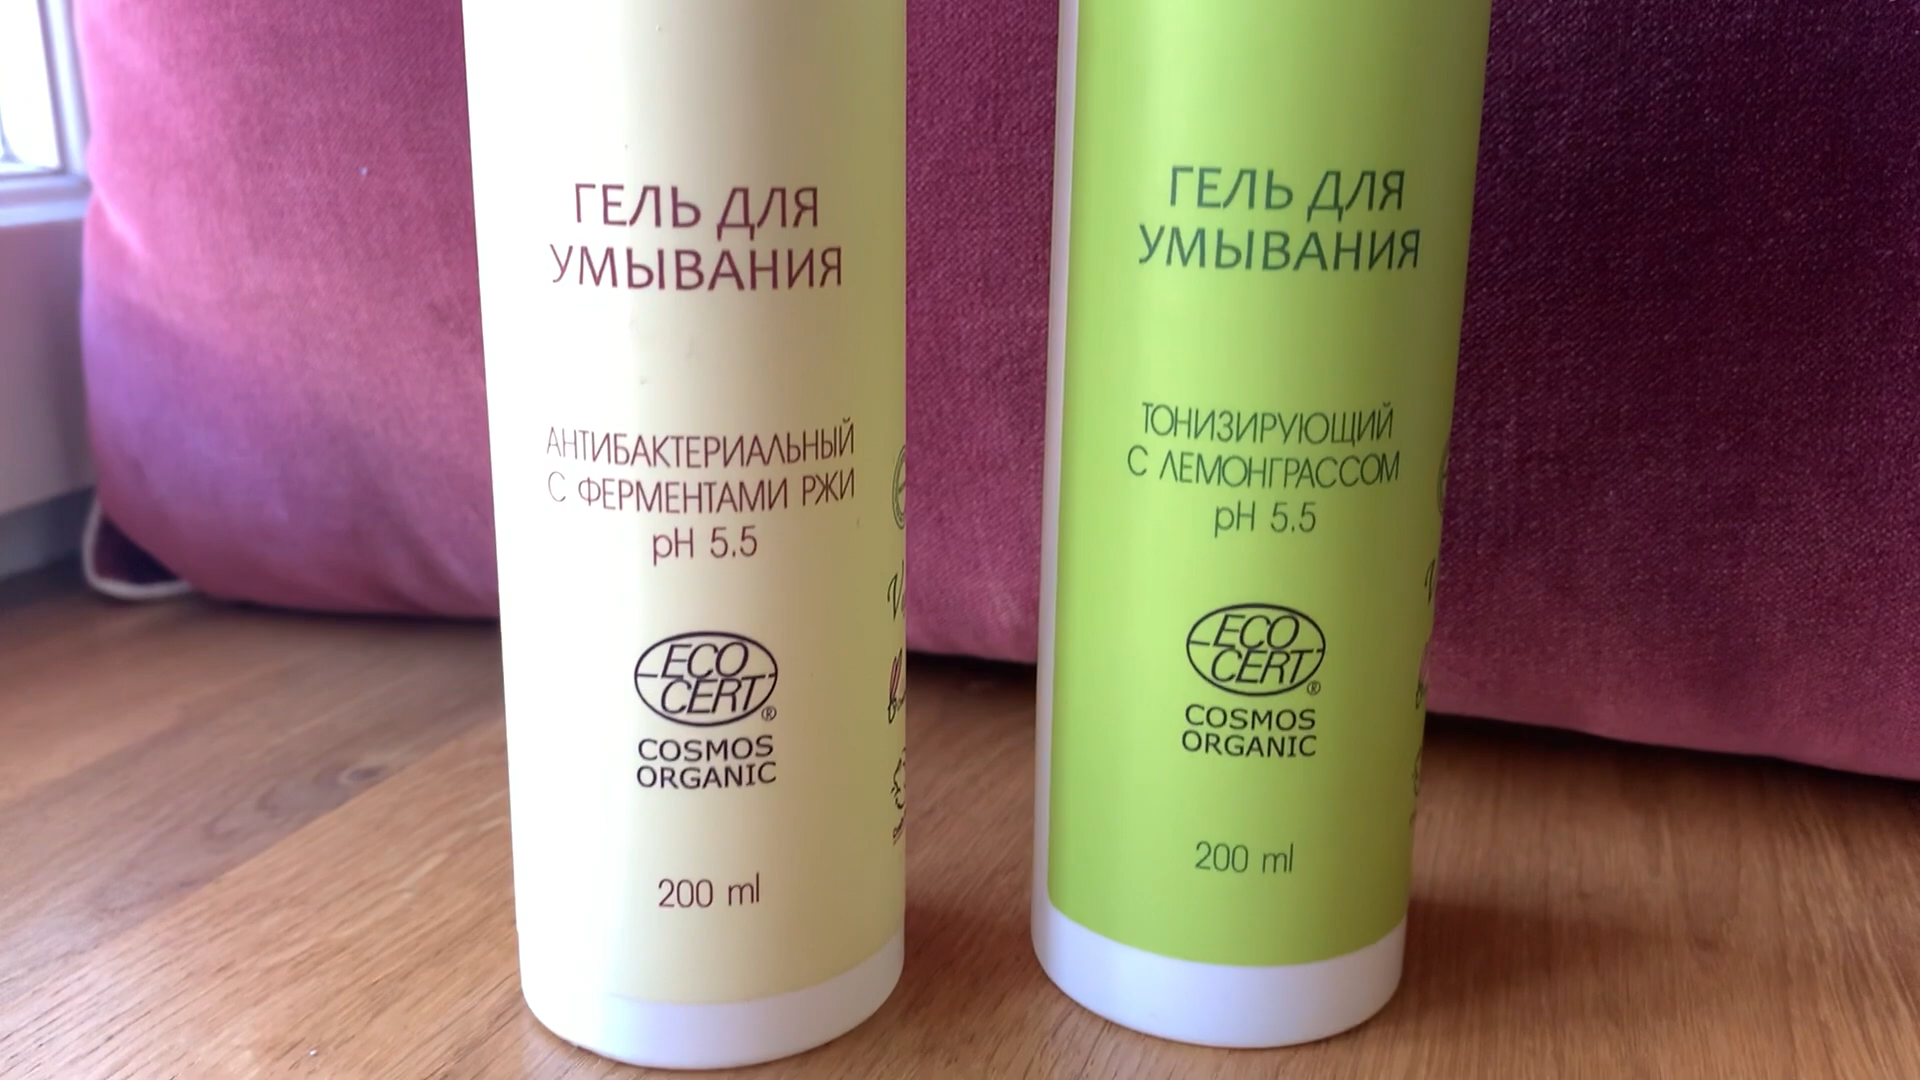 ГЕЛЬ ДЛЯ
УМЫВАНИЯ
АНТИБАКТЕРИАЛЬНЫЙ
С ФЕРМЕНТАМИ РЖИ
pH 5.5
ECO
CERT®
COSMOS
ORGANIC
200 ml
ГЕЛЬ ДЛЯ
УМЫВАНИЯ
ТОНИЗИРУЮЩИЙ
С ЛЕМОНГРАССОМ
pH 5.5
ECO
CERT®
COSMOS
ORGANIC
200 ml